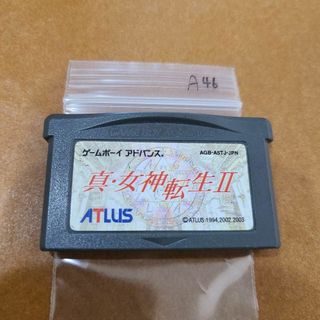 A46
ゲームボーイ アドバンス®
AGB-A5TJ-JPN
真・女神転生II
ATLUS
©ATLUS 1994,2002,2003